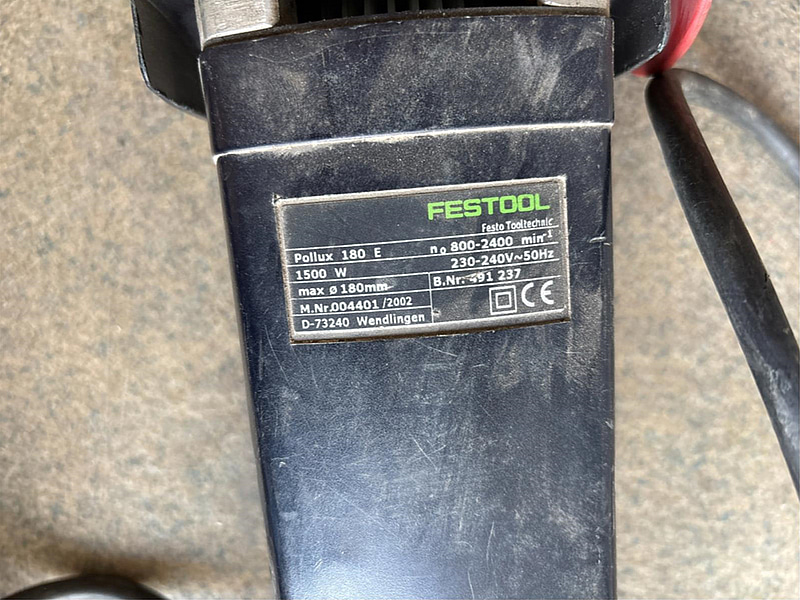 FESTOOL
Festo Tooltechnic
Pollux 180 E n₀ 800-2400 min⁻¹
1500 W 230-240V~50Hz
max ø 180mm B.Nr. 491 237
M.Nr.004401 /2002 CE
D-73240 Wendlingen